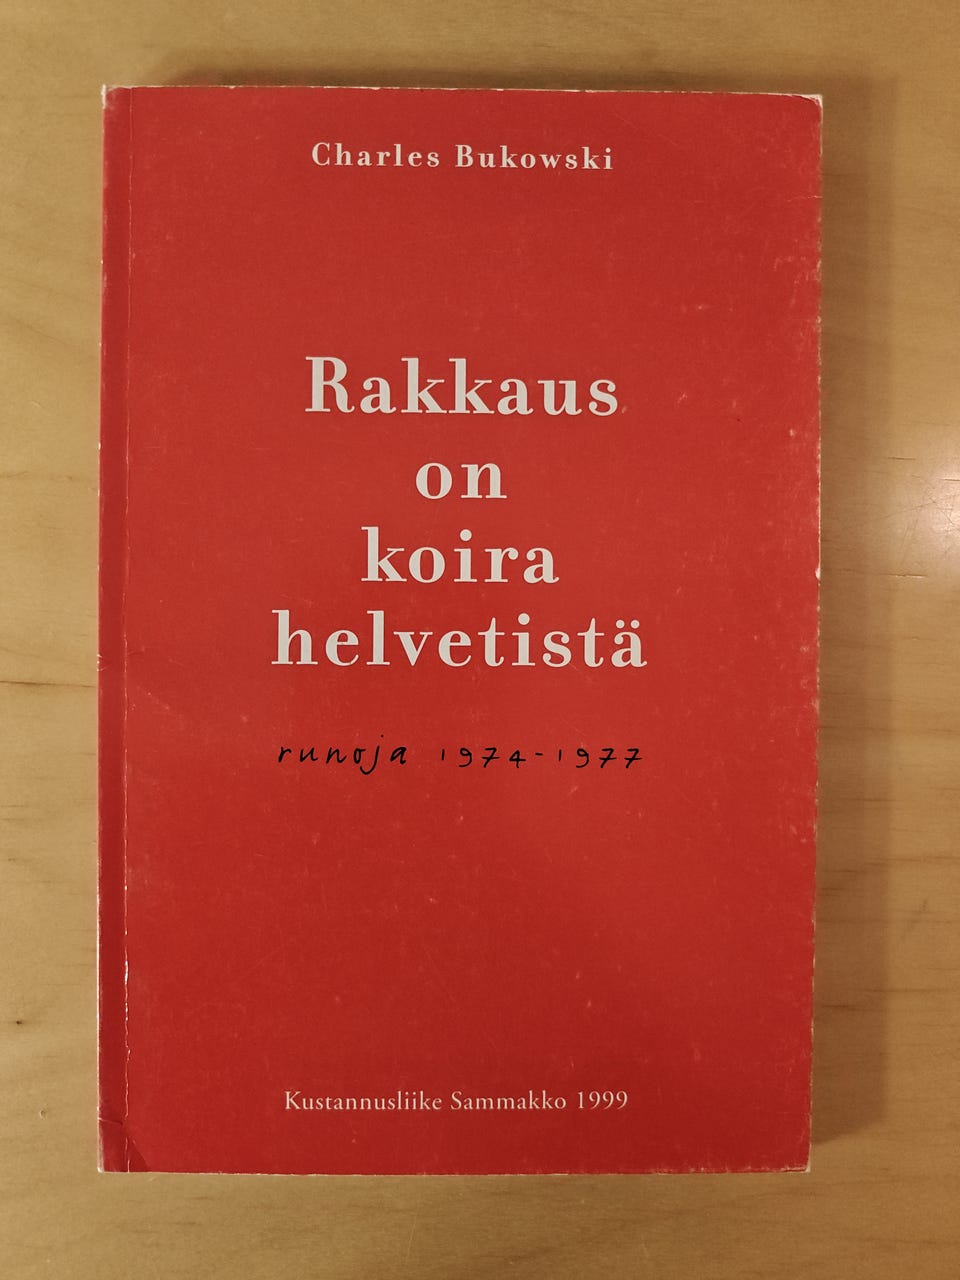 Charles Bukowski
Rakkaus
on
koira
helvetistä
runoja 1974-1977
Kustannusliike Sammakko 1999